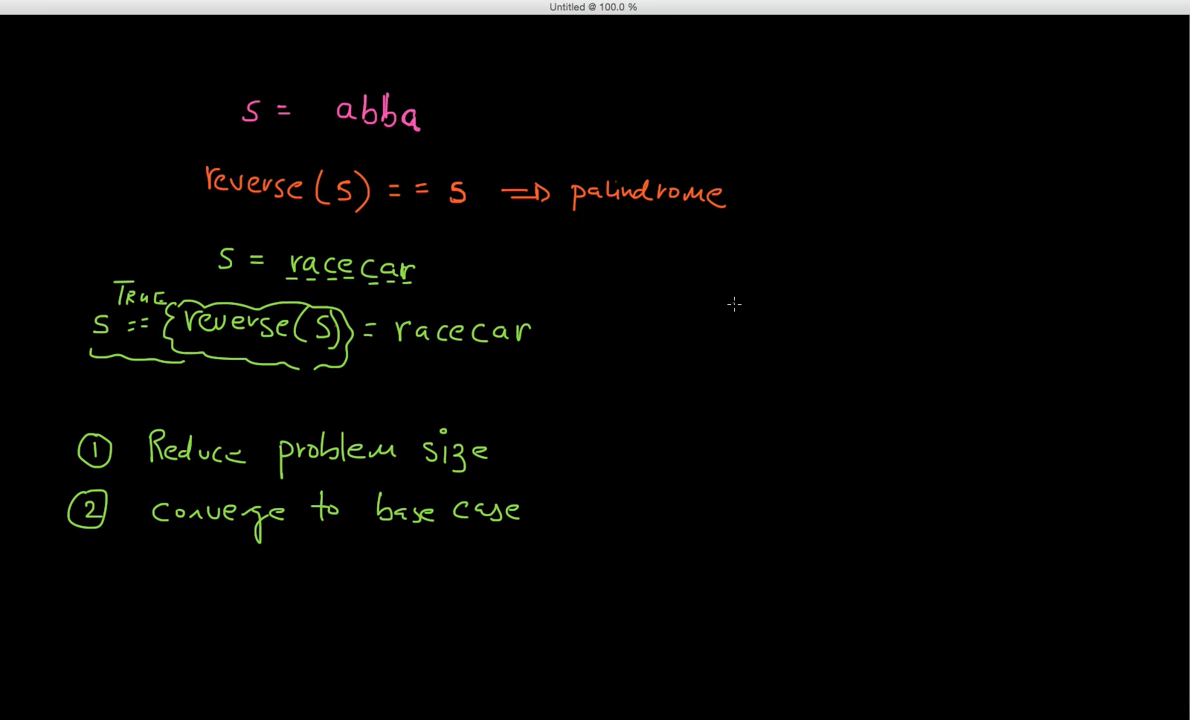 Untitled @ 100.0 %
s = abba
reverse(s) == s ⇒ palindrome
s = racecar
TRUE
s == {reverse(s)} = racecar
① Reduce problem size
② converge to base case